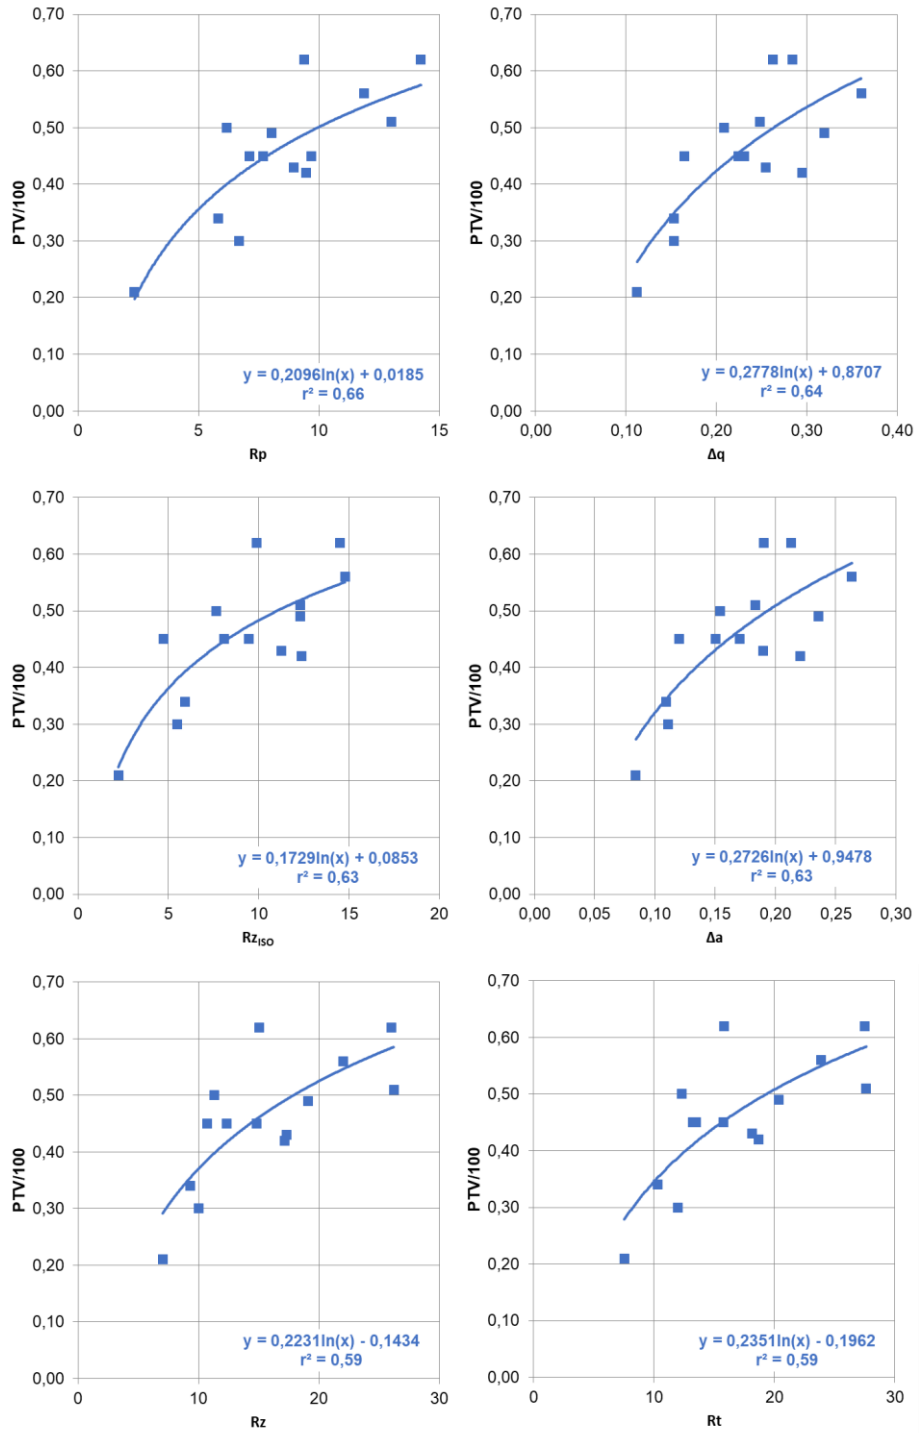 0,70
0,60
0,50
0,40
0,30
0,20
0,10
0,00
PTV/100
y = 0,2096ln(x) + 0,0185
r² = 0,66
0 5 10 15
Rp
0,70
0,60
0,50
0,40
0,30
0,20
0,10
0,00
PTV/100
y = 0,2778ln(x) + 0,8707
r² = 0,64
0,00 0,10 0,20 0,30 0,40
Δq
0,70
0,60
0,50
0,40
0,30
0,20
0,10
0,00
PTV/100
y = 0,1729ln(x) + 0,0853
r² = 0,63
0 5 10 15 20
Rz_ISO
0,70
0,60
0,50
0,40
0,30
0,20
0,10
0,00
PTV/100
y = 0,2726ln(x) + 0,9478
r² = 0,63
0,00 0,05 0,10 0,15 0,20 0,25 0,30
Δa
0,70
0,60
0,50
0,40
0,30
0,20
0,10
0,00
PTV/100
y = 0,2231ln(x) - 0,1434
r² = 0,59
0 10 20 30
Rz
0,70
0,60
0,50
0,40
0,30
0,20
0,10
0,00
PTV/100
y = 0,2351ln(x) - 0,1962
r² = 0,59
0 10 20 30
Rt